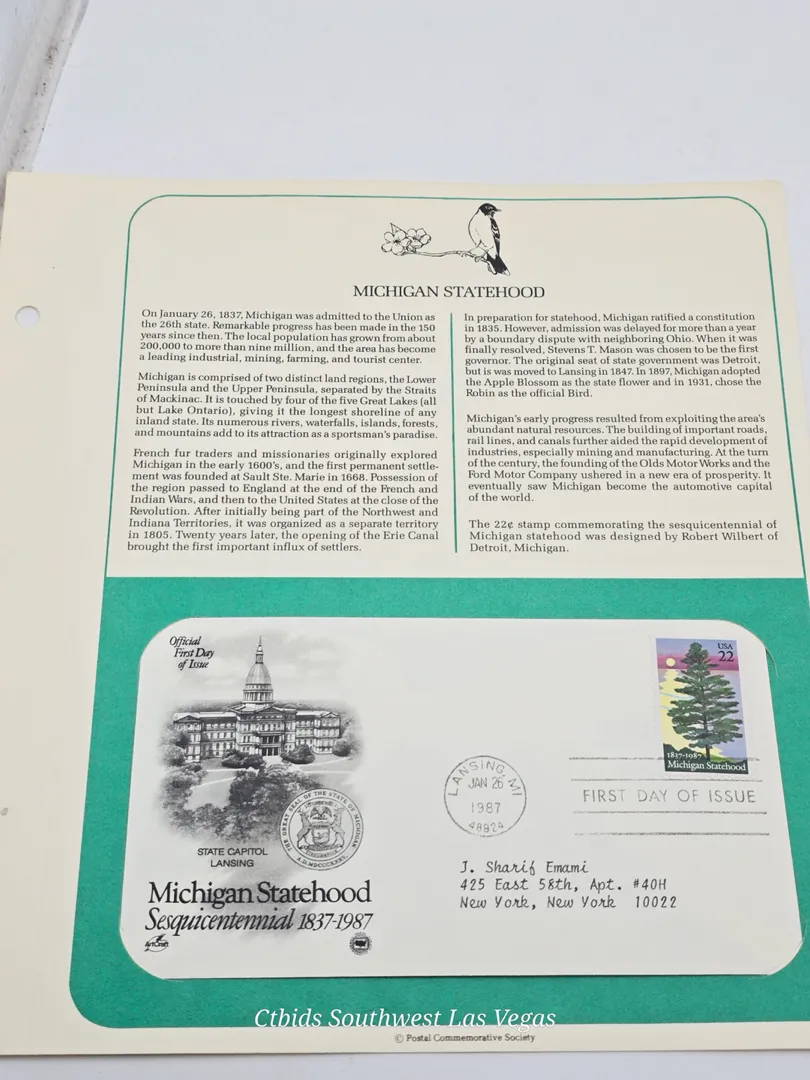 MICHIGAN STATEHOOD
On January 26, 1837, Michigan was admitted to the Union as
the 26th state. Remarkable progress has been made in the 150
years since then. The local population has grown from about
200,000 to more than nine million, and the area has become
a leading industrial, mining, farming, and tourist center.
Michigan is comprised of two distinct land regions, the Lower
Peninsula and the Upper Peninsula, separated by the Straits
of Mackinac. It is touched by four of the five Great Lakes (all
but Lake Ontario), giving it the longest shoreline of any
inland state. Its numerous rivers, waterfalls, islands, forests,
and mountains add to its attraction as a sportsman's paradise.
French fur traders and missionaries originally explored
Michigan in the early 1600's, and the first permanent settle-
ment was founded at Sault Ste. Marie in 1668. Possession of
the region passed to England at the end of the French and
Indian Wars, and then to the United States at the close of the
Revolution. After initially being part of the Northwest and
Indiana Territories, it was organized as a separate territory
in 1805. Twenty years later, the opening of the Erie Canal
brought the first important influx of settlers.
In preparation for statehood, Michigan ratified a constitution
in 1835. However, admission was delayed for more than a year
by a boundary dispute with neighboring Ohio. When it was
finally resolved, Stevens T. Mason was chosen to be the first
governor. The original seat of state government was Detroit,
but is was moved to Lansing in 1847. In 1897, Michigan adopted
the Apple Blossom as the state flower and in 1931, chose the
Robin as the official Bird.
Michigan's early progress resulted from exploiting the area's
abundant natural resources. The building of important roads,
rail lines, and canals further aided the rapid development of
industries, especially mining and manufacturing. At the turn
of the century, the founding of the Olds Motor Works and the
Ford Motor Company ushered in a new era of prosperity. It
eventually saw Michigan become the automotive capital
of the world.
The 22¢ stamp commemorating the sesquicentennial of
Michigan statehood was designed by Robert Wilbert of
Detroit, Michigan.
Official
First Day
of Issue
USA
22
1837-1987
Michigan Statehood
LANSING, MI
JAN 26
1987
48924
FIRST DAY OF ISSUE
THE GREAT SEAL OF THE STATE OF MICHIGAN
A.D. MDCCCXXXV.
STATE CAPITOL
LANSING
J. Sharif Emami
425 East 58th, Apt. #40H
New York, New York 10022
Michigan Statehood
Sesquicentennial 1837-1987
ArtCraft
Ctbids Southwest Las Vegas
© Postal Commemorative Society